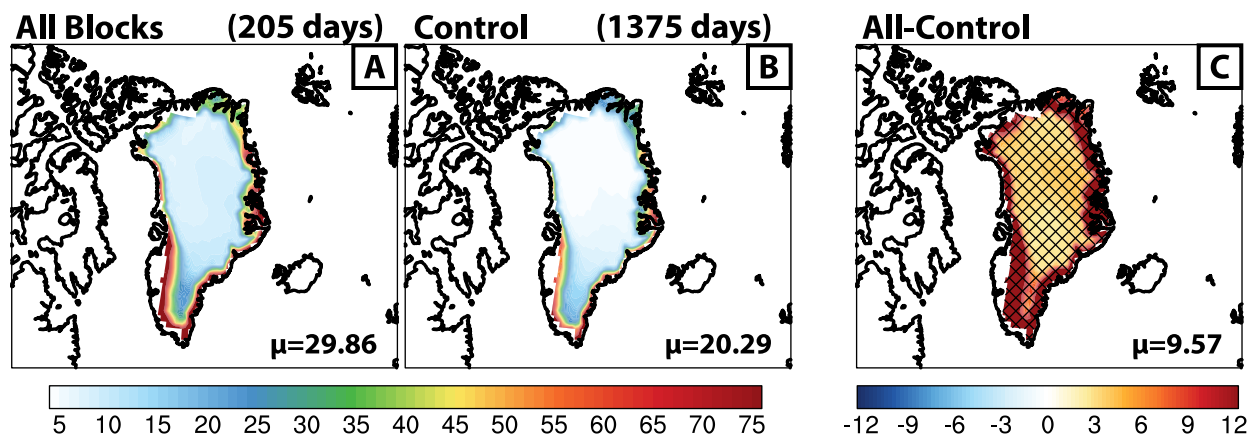 All Blocks (205 days) Control (1375 days) All-Control
A B C
μ=29.86 μ=20.29 μ=9.57
5 10 15 20 25 30 35 40 45 50 55 60 65 70 75 -12 -9 -6 -3 0 3 6 9 12